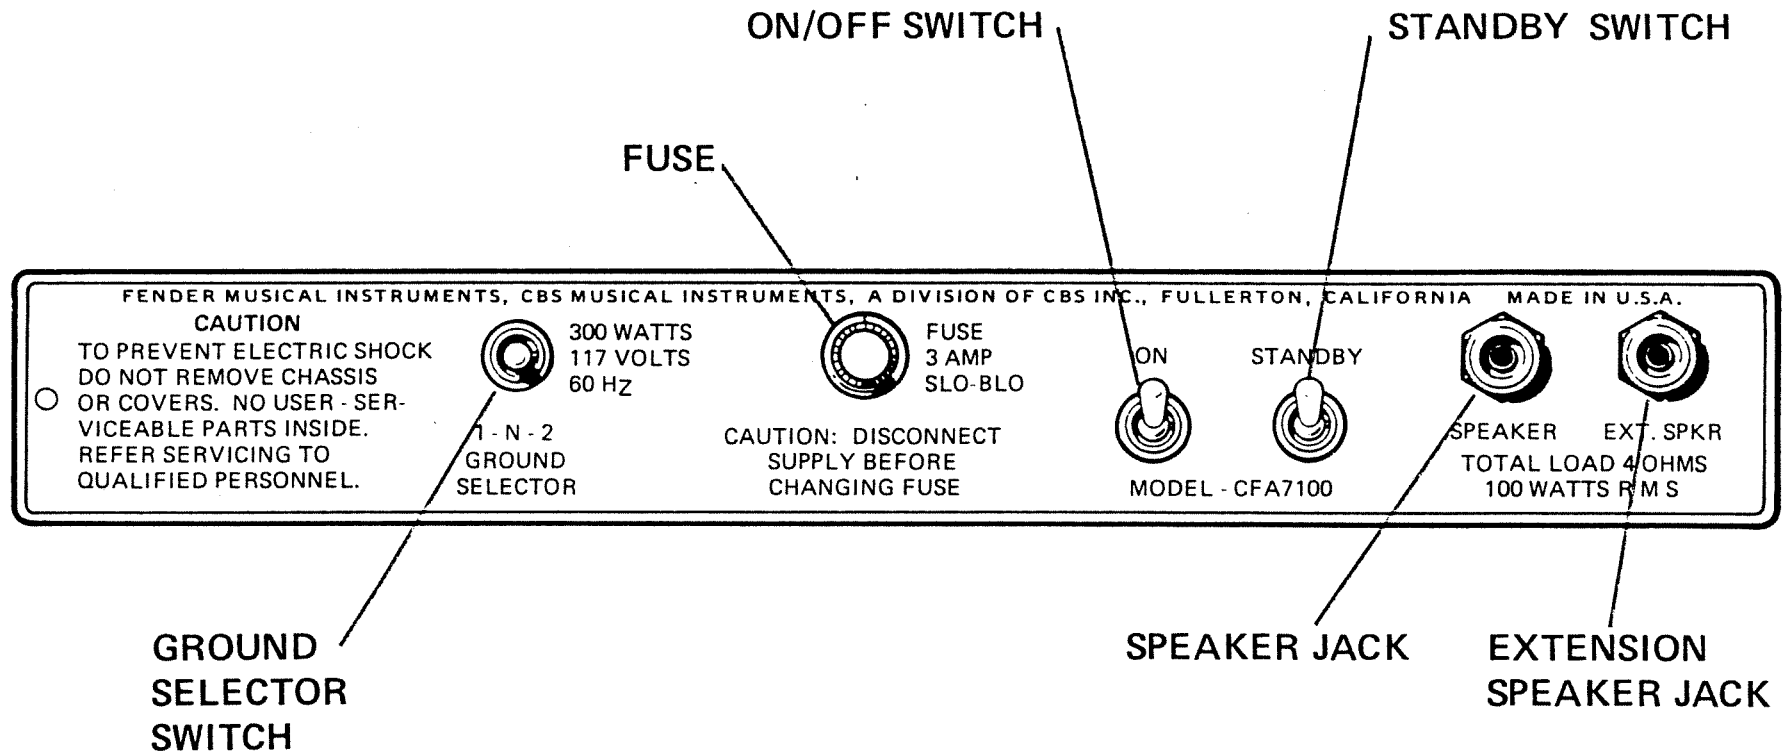 ON/OFF SWITCH
STANDBY SWITCH
FUSE
FENDER MUSICAL INSTRUMENTS, CBS MUSICAL INSTRUMENTS, A DIVISION OF CBS INC., FULLERTON, CALIFORNIA MADE IN U.S.A.
CAUTION
TO PREVENT ELECTRIC SHOCK
DO NOT REMOVE CHASSIS
OR COVERS. NO USER - SER-
VICEABLE PARTS INSIDE.
REFER SERVICING TO
QUALIFIED PERSONNEL.
300 WATTS
117 VOLTS
60 HZ
1 - N - 2
GROUND
SELECTOR
FUSE
3 AMP
SLO-BLO
CAUTION: DISCONNECT
SUPPLY BEFORE
CHANGING FUSE
ON
STANDBY
MODEL - CFA7100
SPEAKER EXT. SPKR
TOTAL LOAD 4 OHMS
100 WATTS R M S
GROUND
SELECTOR
SWITCH
SPEAKER JACK
EXTENSION
SPEAKER JACK